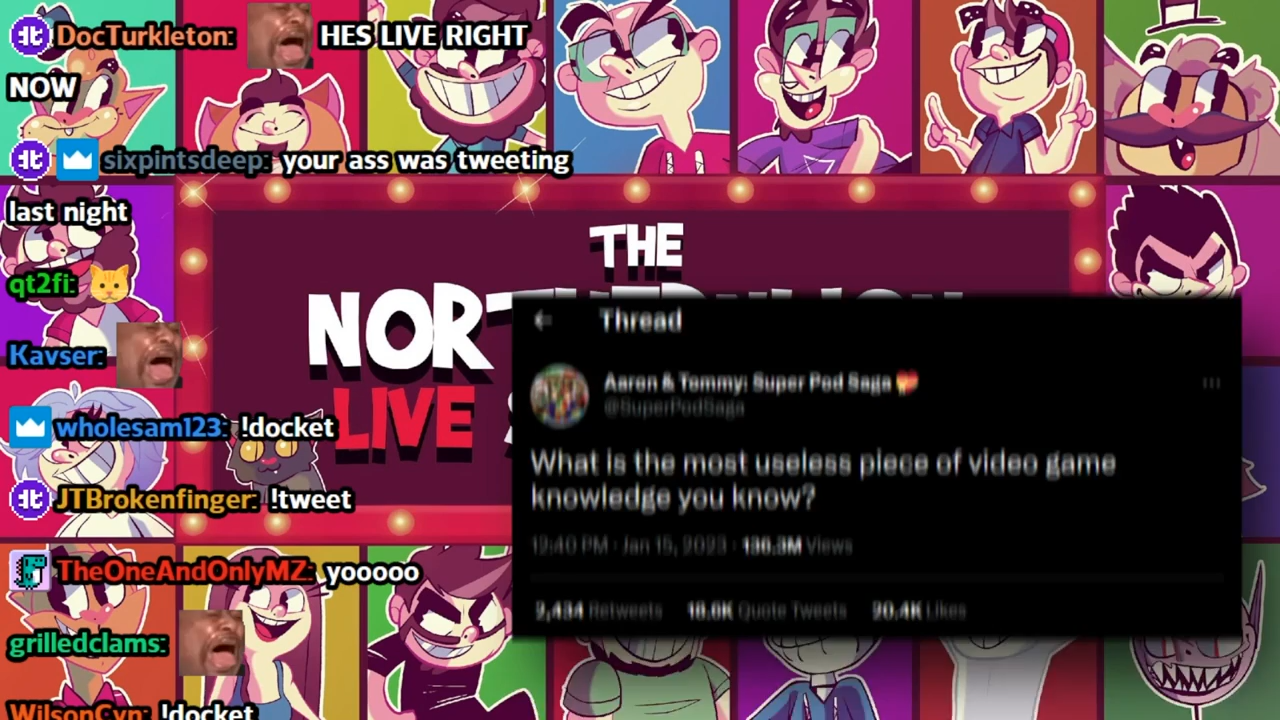 DocTurkleton: HES LIVE RIGHT
NOW
sixpintsdeep: your ass was tweeting
last night
qt2fi:
Kavser:
wholesam123: !docket
JTBrokenfinger: !tweet
TheOneAndOnlyMZ: yooooo
grilledclams:
WilsonCyn: !docket
THE
LIVE
Thread
Aaron & Tommy: Super Pod Saga
@SuperPodSaga
What is the most useless piece of video game
knowledge you know?
12:40 PM · Jan 15, 2023 · 136.3M Views
2,434 Retweets 18.6K Quote Tweets 20.4K Likes